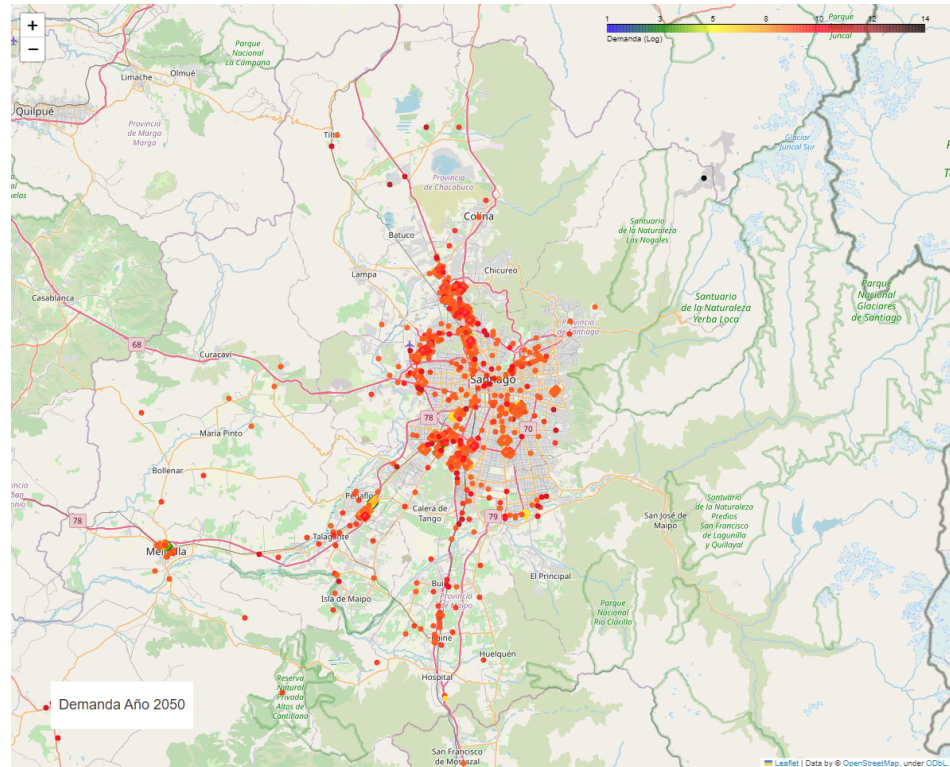 +
−
1 3 5 8 10 12 14
Demanda (Log)
Parque
Juncal
Parque
Nacional
La Campana
Limache
Olmué
Quilpué
Provincia
de Marga
Marga
Tilti
Glaciar
Juncal Sur
Provincia
de Chacabuco
Colina
Batuco
Santuario
de la Naturaleza
Los Nogales
Lampa
Chicureo
Casablanca
Santuario
de la Naturaleza
Yerba Loca
Parque
Nacional
Glaciares
de Santiago
Provincia
de Santiago
68
Curacaví
Santiago
78
70
María Pinto
Bollenar
Peñaflor
Calera de
Tango
79
San José de
Maipo
Santuario
de la Naturaleza
Predios
San Francisco
de Lagunilla
y Quillayal
78
Talagante
Melipilla
El Principal
Buin
Provincia
de Maipo
Isla de Maipo
Parque
Nacional
Río Clarillo
Paine
Huelquén
Hospital
Reserva
Natural
Privada
Altos de
Cantillana
Demanda Año 2050
San Francisco
de Mostazal
Leaflet | Data by © OpenStreetMap, under ODbL.